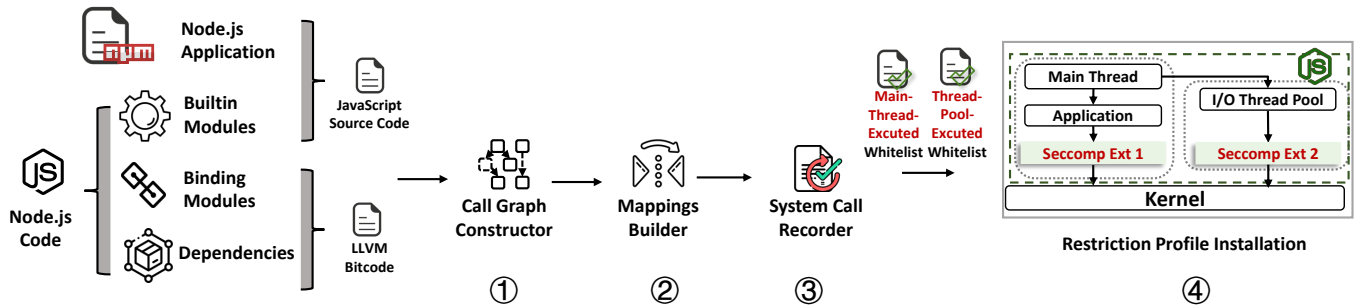 Node.js
Application
npm
Builtin
Modules
JavaScript
Source Code
JS
Node.js
Code
Binding
Modules
Dependencies
LLVM
Bitcode
Call Graph
Constructor
①
Mappings
Builder
②
System Call
Recorder
③
Main-
Thread-
Excuted
Whitelist
Thread-
Pool-
Excuted
Whitelist
JS
Main Thread
I/O Thread Pool
Application
Seccomp Ext 1
Seccomp Ext 2
Kernel
Restriction Profile Installation
④